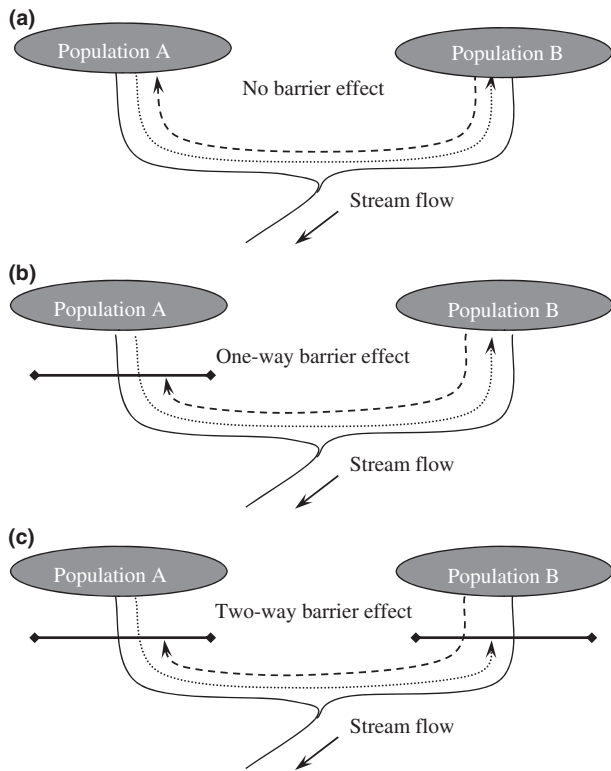 (a)
Population A
Population B
No barrier effect
Stream flow
(b)
Population A
Population B
One-way barrier effect
Stream flow
(c)
Population A
Population B
Two-way barrier effect
Stream flow